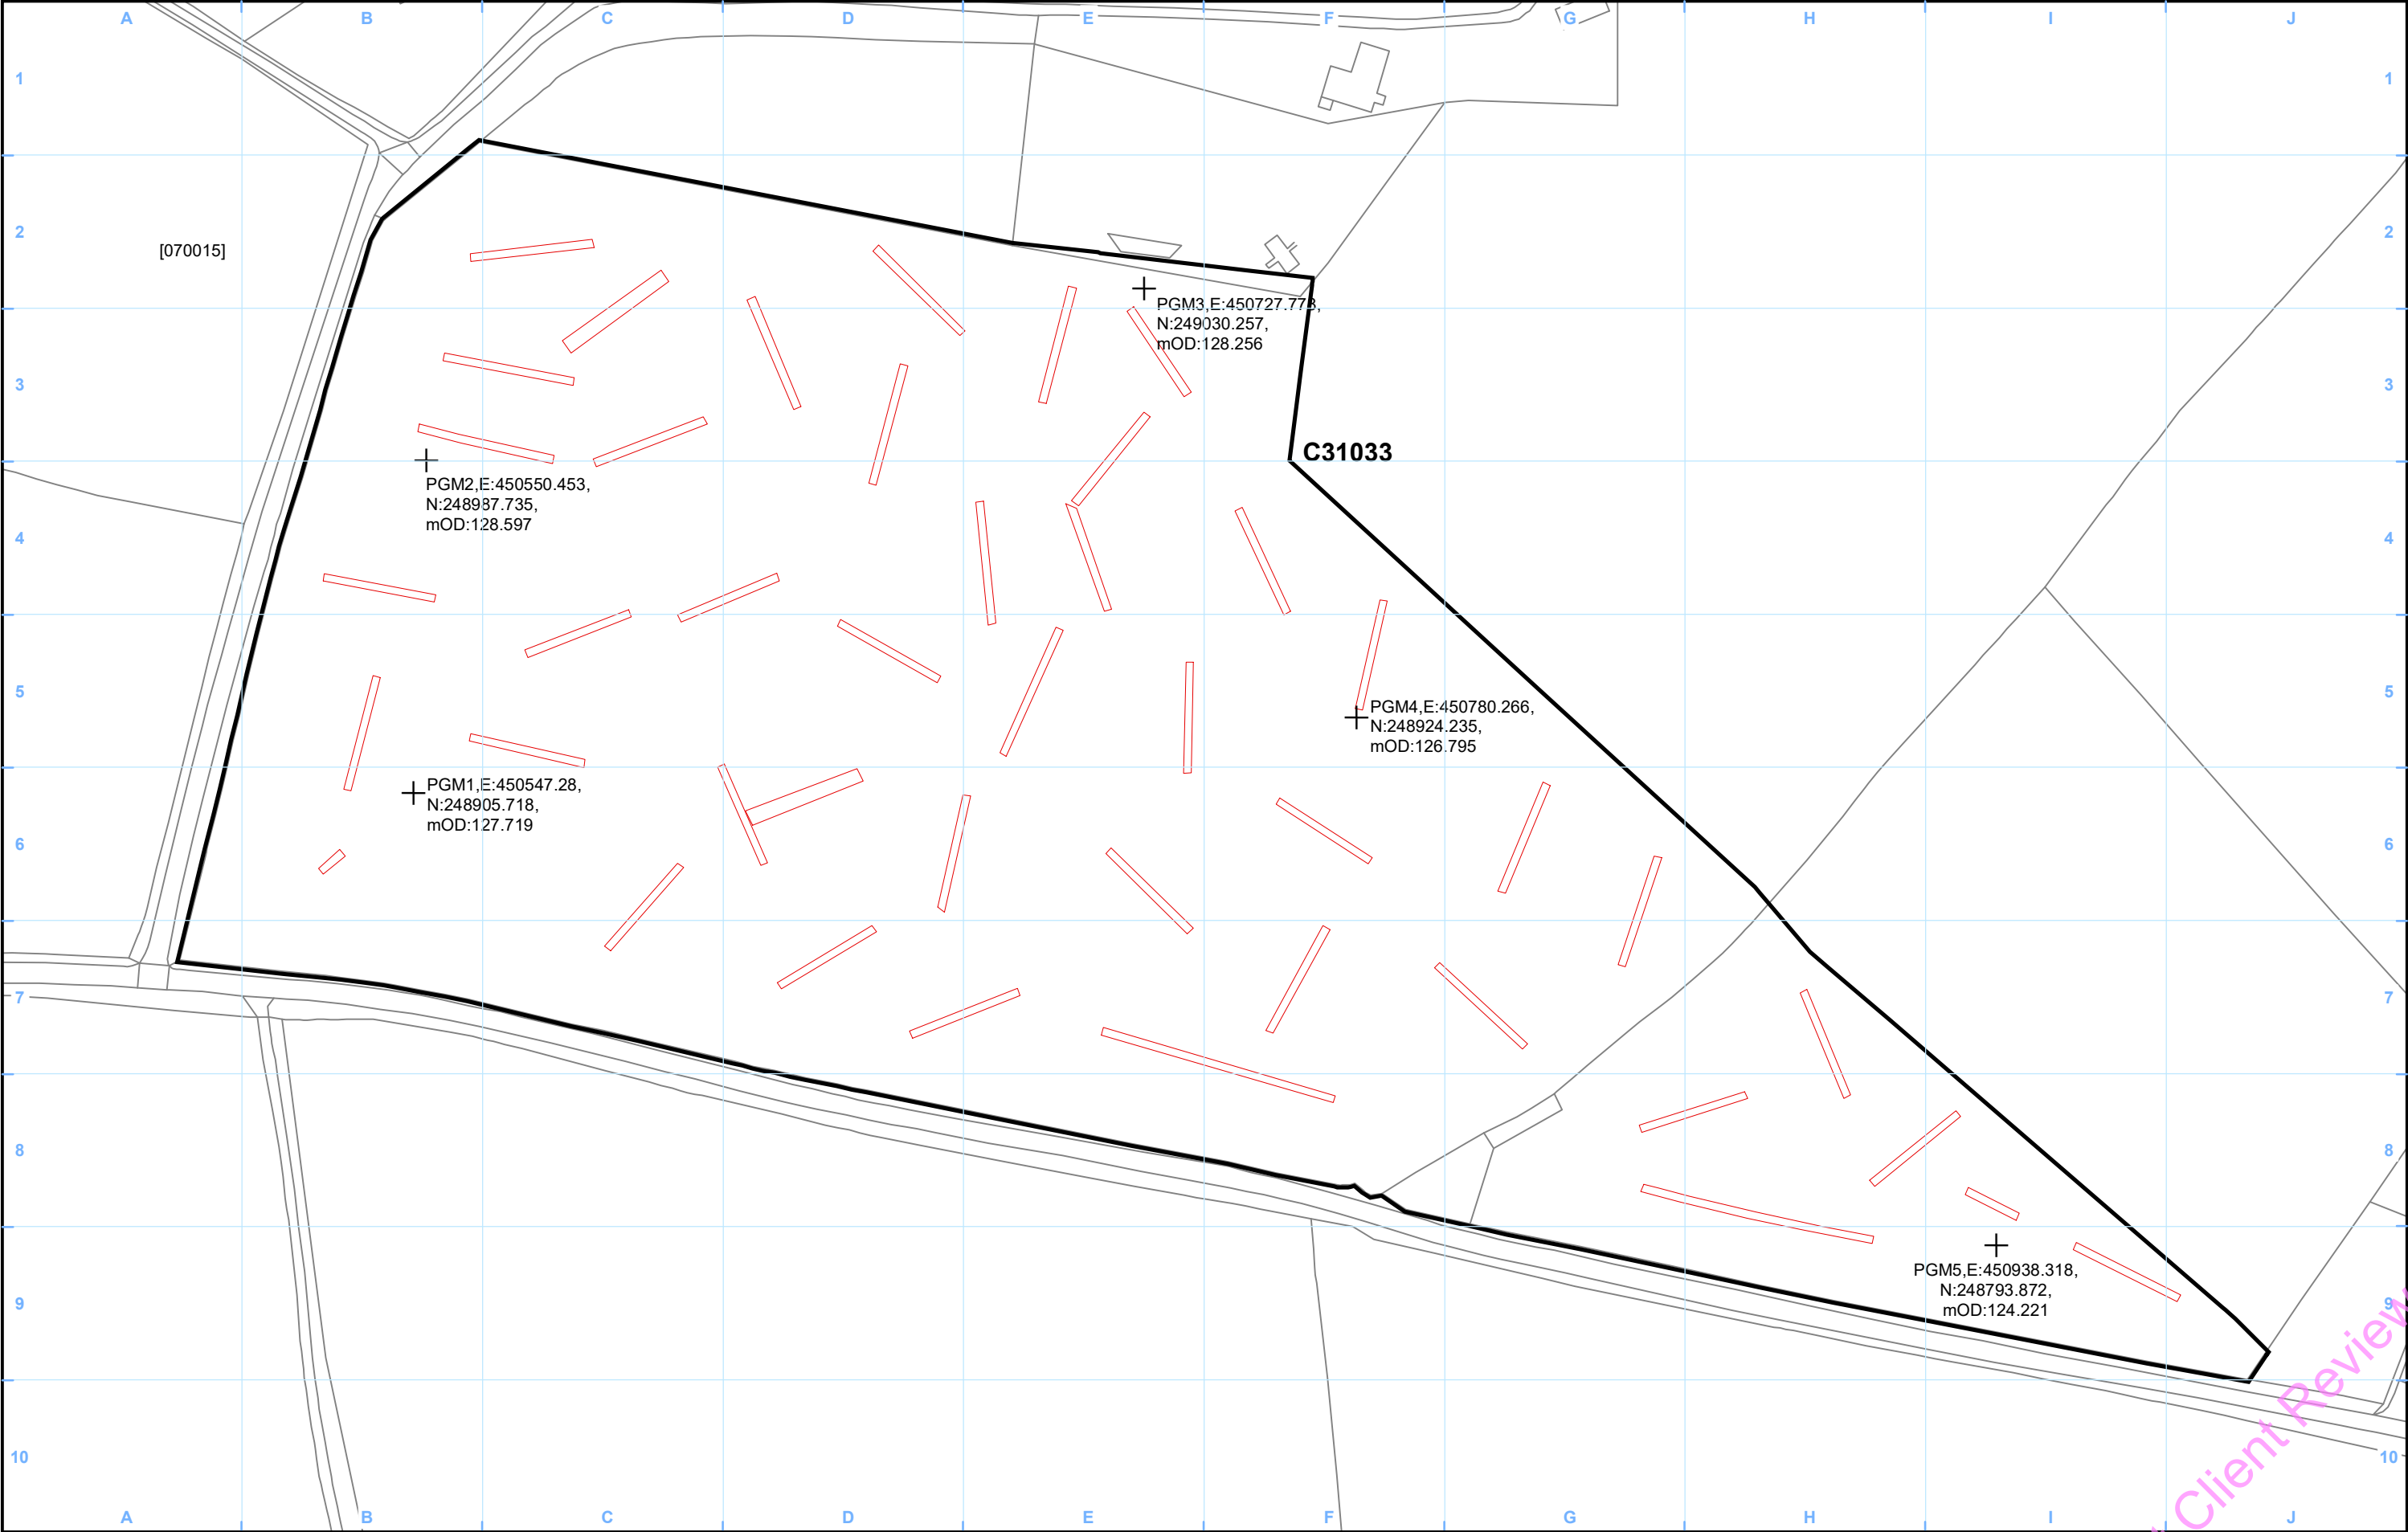 A B C D E F G H I J
1 1
2 2
[070015]
PGM3,E:450727.773,
N:249030.257,
mOD:128.256
3 3
C31033
PGM2,E:450550.453,
N:248987.735,
mOD:128.597
4 4
5 5
PGM4,E:450780.266,
N:248924.235,
mOD:126.795
PGM1,E:450547.28,
N:248905.718,
mOD:127.719
6 6
7 7
8 8
PGM5,E:450938.318,
N:248793.872,
mOD:124.221
9 9
Client Review
10 10
A B C D E F G H I J